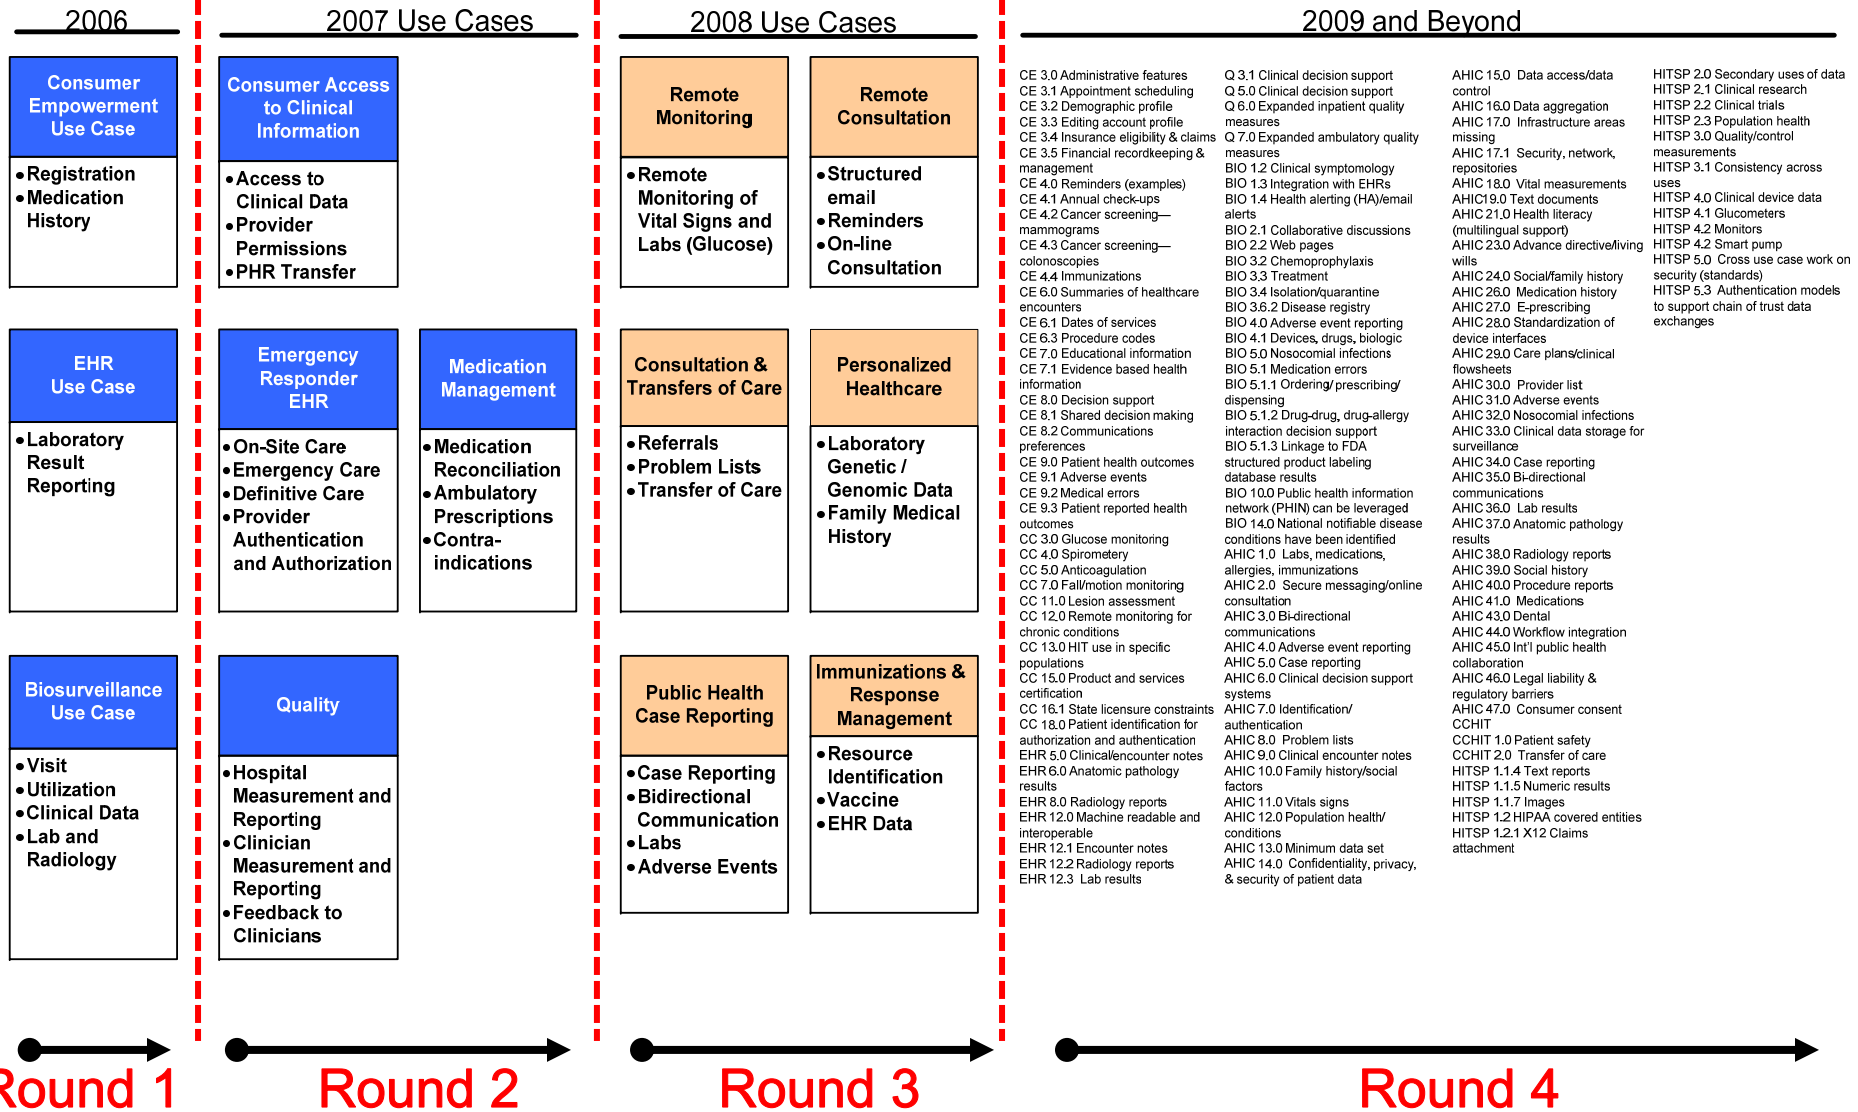 2006
Consumer
Empowerment
Use Case
•Registration
•Medication
History
EHR
Use Case
•Laboratory
Result
Reporting
Biosurveillance
Use Case
•Visit
•Utilization
•Clinical Data
•Lab and
Radiology
Round 1
2007 Use Cases
Consumer Access
to Clinical
Information
•Access to
Clinical Data
•Provider
Permissions
•PHR Transfer
Emergency
Responder
EHR
•On-Site Care
•Emergency Care
•Definitive Care
•Provider
Authentication
and Authorization
Medication
Management
•Medication
Reconciliation
•Ambulatory
Prescriptions
•Contra-
indications
Quality
•Hospital
Measurement and
Reporting
•Clinician
Measurement and
Reporting
•Feedback to
Clinicians
Round 2
2008 Use Cases
Remote
Monitoring
•Remote
Monitoring of
Vital Signs and
Labs (Glucose)
Remote
Consultation
•Structured
email
•Reminders
•On-line
Consultation
Consultation &
Transfers of Care
•Referrals
•Problem Lists
•Transfer of Care
Personalized
Healthcare
•Laboratory
Genetic /
Genomic Data
•Family Medical
History
Public Health
Case Reporting
•Case Reporting
•Bidirectional
Communication
•Labs
•Adverse Events
Immunizations &
Response
Management
•Resource
Identification
•Vaccine
•EHR Data
Round 3
2009 and Beyond
CE 3.0 Administrative features
CE 3.1 Appointment scheduling
CE 3.2 Demographic profile
CE 3.3 Editing account profile
CE 3.4 Insurance eligibility & claims
CE 3.5 Financial recordkeeping &
management
CE 4.0 Reminders (examples)
CE 4.1 Annual check-ups
CE 4.2 Cancer screening—
mammograms
CE 4.3 Cancer screening—
colonoscopies
CE 4.4 Immunizations
CE 6.0 Summaries of healthcare
encounters
CE 6.1 Dates of services
CE 6.3 Procedure codes
CE 7.0 Educational information
CE 7.1 Evidence based health
information
CE 8.0 Decision support
CE 8.1 Shared decision making
CE 8.2 Communications
preferences
CE 9.0 Patient health outcomes
CE 9.1 Adverse events
CE 9.2 Medical errors
CE 9.3 Patient reported health
outcomes
CC 3.0 Glucose monitoring
CC 4.0 Spirometery
CC 5.0 Anticoagulation
CC 7.0 Fall/motion monitoring
CC 11.0 Lesion assessment
CC 12.0 Remote monitoring for
chronic conditions
CC 13.0 HIT use in specific
populations
CC 15.0 Product and services
certification
CC 16.1 State licensure constraints
CC 18.0 Patient identification for
authorization and authentication
EHR 5.0 Clinical/encounter notes
EHR 6.0 Anatomic pathology
results
EHR 8.0 Radiology reports
EHR 12.0 Machine readable and
interoperable
EHR 12.1 Encounter notes
EHR 12.2 Radiology reports
EHR 12.3 Lab results
Q 3.1 Clinical decision support
Q 5.0 Clinical decision support
Q 6.0 Expanded inpatient quality
measures
Q 7.0 Expanded ambulatory quality
measures
BIO 1.2 Clinical symptomology
BIO 1.3 Integration with EHRs
BIO 1.4 Health alerting (HA)/email
alerts
BIO 2.1 Collaborative discussions
BIO 2.2 Web pages
BIO 3.2 Chemoprophylaxis
BIO 3.3 Treatment
BIO 3.4 Isolation/quarantine
BIO 3.6.2 Disease registry
BIO 4.0 Adverse event reporting
BIO 4.1 Devices, drugs, biologic
BIO 5.0 Nosocomial infections
BIO 5.1 Medication errors
BIO 5.1.1 Ordering/prescribing/
dispensing
BIO 5.1.2 Drug-drug, drug-allergy
interaction decision support
BIO 5.1.3 Linkage to FDA
structured product labeling
database results
BIO 10.0 Public health information
network (PHIN) can be leveraged
BIO 14.0 National notifiable disease
conditions have been identified
AHIC 1.0 Labs, medications,
allergies, immunizations
AHIC 2.0 Secure messaging/online
consultation
AHIC 3.0 Bi-directional
communications
AHIC 4.0 Adverse event reporting
AHIC 5.0 Case reporting
AHIC 6.0 Clinical decision support
systems
AHIC 7.0 Identification/
authentication
AHIC 8.0 Problem lists
AHIC 9.0 Clinical encounter notes
AHIC 10.0 Family history/social
factors
AHIC 11.0 Vitals signs
AHIC 12.0 Population health/
conditions
AHIC 13.0 Minimum data set
AHIC 14.0 Confidentiality, privacy,
& security of patient data
AHIC 15.0 Data access/data
control
AHIC 16.0 Data aggregation
AHIC 17.0 Infrastructure areas
missing
AHIC 17.1 Security, network,
repositories
AHIC 18.0 Vital measurements
AHIC19.0 Text documents
AHIC 21.0 Health literacy
(multilingual support)
AHIC 23.0 Advance directive/living
wills
AHIC 24.0 Social/family history
AHIC 26.0 Medication history
AHIC 27.0 E-prescribing
AHIC 28.0 Standardization of
device interfaces
AHIC 29.0 Care plans/clinical
flowsheets
AHIC 30.0 Provider list
AHIC 31.0 Adverse events
AHIC 32.0 Nosocomial infections
AHIC 33.0 Clinical data storage for
surveillance
AHIC 34.0 Case reporting
AHIC 35.0 Bi-directional
communications
AHIC 36.0 Lab results
AHIC 37.0 Anatomic pathology
results
AHIC 38.0 Radiology reports
AHIC 39.0 Social history
AHIC 40.0 Procedure reports
AHIC 41.0 Medications
AHIC 43.0 Dental
AHIC 44.0 Workflow integration
AHIC 45.0 Int'l public health
collaboration
AHIC 46.0 Legal liability &
regulatory barriers
AHIC 47.0 Consumer consent
CCHIT
CCHIT 1.0 Patient safety
CCHIT 2.0 Transfer of care
HITSP 1.1.4 Text reports
HITSP 1.1.5 Numeric results
HITSP 1.1.7 Images
HITSP 1.2 HIPAA covered entities
HITSP 1.2.1 X12 Claims
attachment
HITSP 2.0 Secondary uses of data
HITSP 2.1 Clinical research
HITSP 2.2 Clinical trials
HITSP 2.3 Population health
HITSP 3.0 Quality/control
measurements
HITSP 3.1 Consistency across
uses
HITSP 4.0 Clinical device data
HITSP 4.1 Glucometers
HITSP 4.2 Monitors
HITSP 4.2 Smart pump
HITSP 5.0 Cross use case work on
security (standards)
HITSP 5.3 Authentication models
to support chain of trust data
exchanges
Round 4